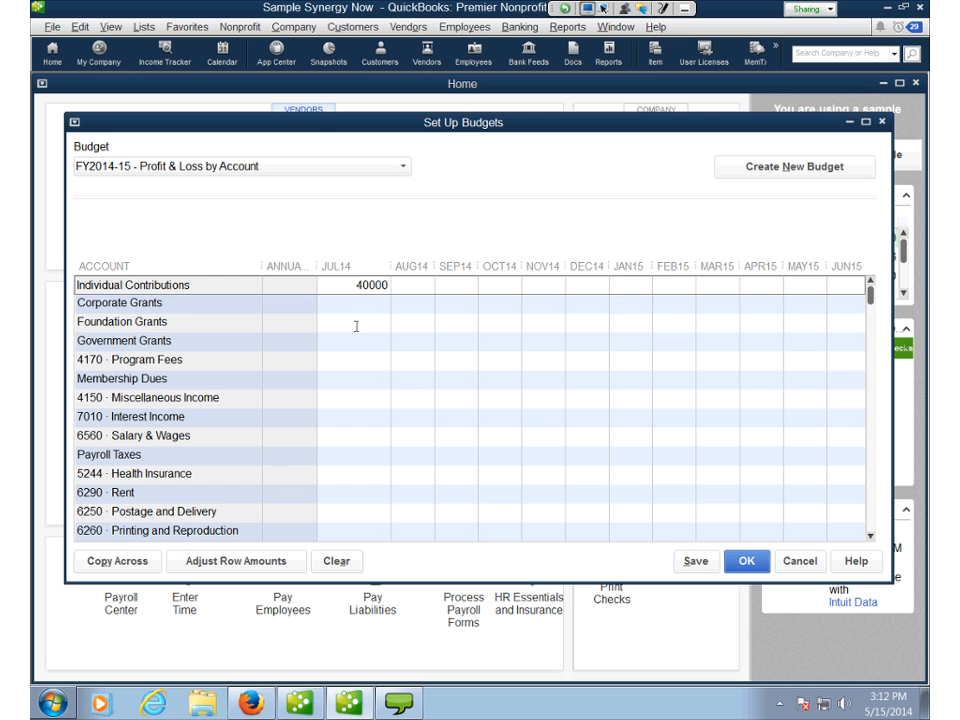 Sample Synergy Now - QuickBooks: Premier Nonprofit
Sharing
File Edit View Lists Favorites Nonprofit Company Customers Vendors Employees Banking Reports Window Help
29
Home My Company Income Tracker Calendar App Center Snapshots Customers Vendors Employees Bank Feeds Docs Reports Item User Licenses MemTx
Search Company or Help
Home
VENDORS
COMPANY
You are using a sample
Set Up Budgets
Budget
FY2014-15 - Profit & Loss by Account
Create New Budget
ACCOUNT ANNUA... JUL14 AUG14 SEP14 OCT14 NOV14 DEC14 JAN15 FEB15 MAR15 APR15 MAY15 JUN15
Individual Contributions 40000
Corporate Grants
Foundation Grants
Government Grants
4170 · Program Fees
Membership Dues
4150 · Miscellaneous Income
7010 · Interest Income
6560 · Salary & Wages
Payroll Taxes
5244 · Health Insurance
6290 · Rent
6250 · Postage and Delivery
6260 · Printing and Reproduction
Copy Across Adjust Row Amounts Clear Save OK Cancel Help
Payroll Center
Enter Time
Pay Employees
Pay Liabilities
Process Payroll Forms
HR Essentials and Insurance
Print Checks
with
Intuit Data
3:12 PM
5/15/2014